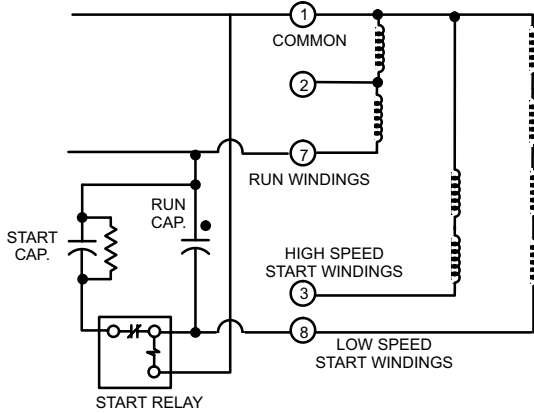 1
COMMON
2
7
RUN WINDINGS
RUN
CAP.
START
CAP.
HIGH SPEED
START WINDINGS
3
8
LOW SPEED
START WINDINGS
START RELAY